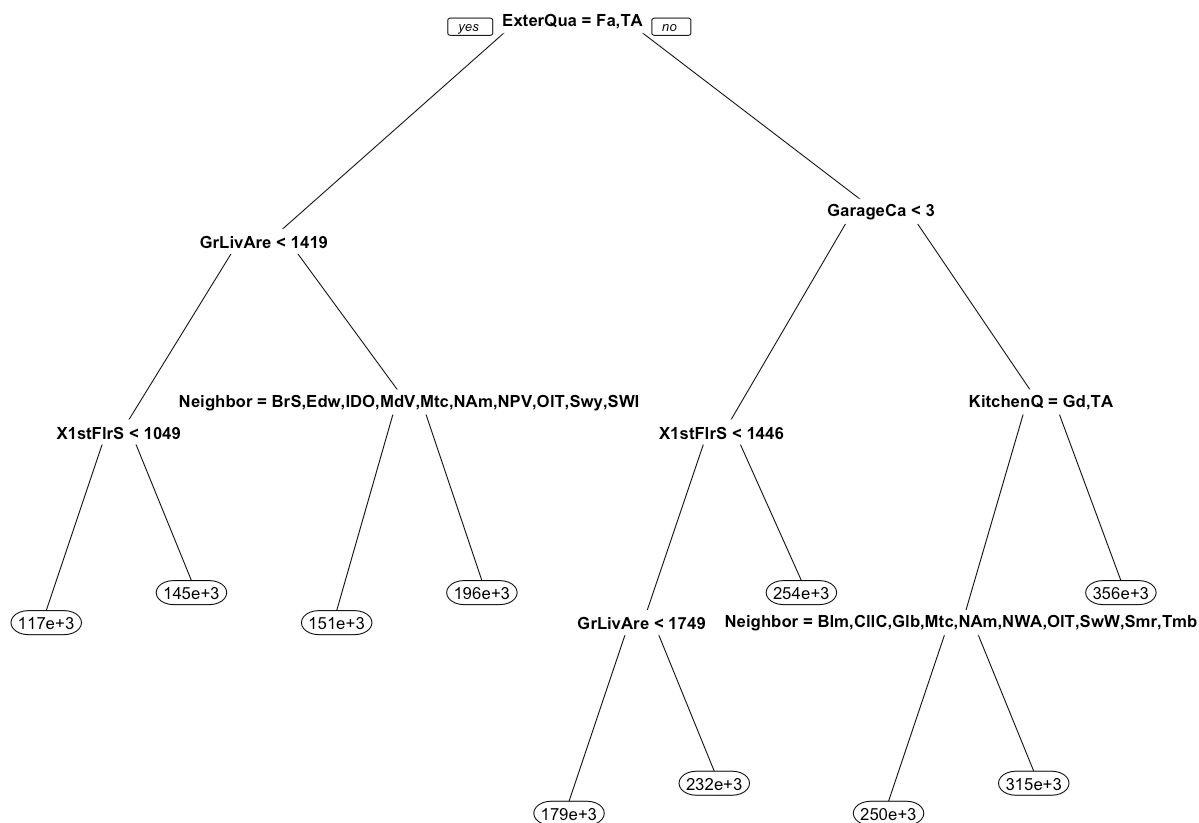 yes ExterQua = Fa,TA no
GarageCa < 3
GrLivAre < 1419
Neighbor = BrS,Edw,IDO,MdV,Mtc,NAm,NPV,OlT,Swy,SWI
KitchenQ = Gd,TA
X1stFlrS < 1049
X1stFlrS < 1446
145e+3
196e+3
254e+3
356e+3
117e+3
151e+3
GrLivAre < 1749
Neighbor = Blm,CllC,Glb,Mtc,NAm,NWA,OlT,SwW,Smr,Tmb
232e+3
315e+3
179e+3
250e+3